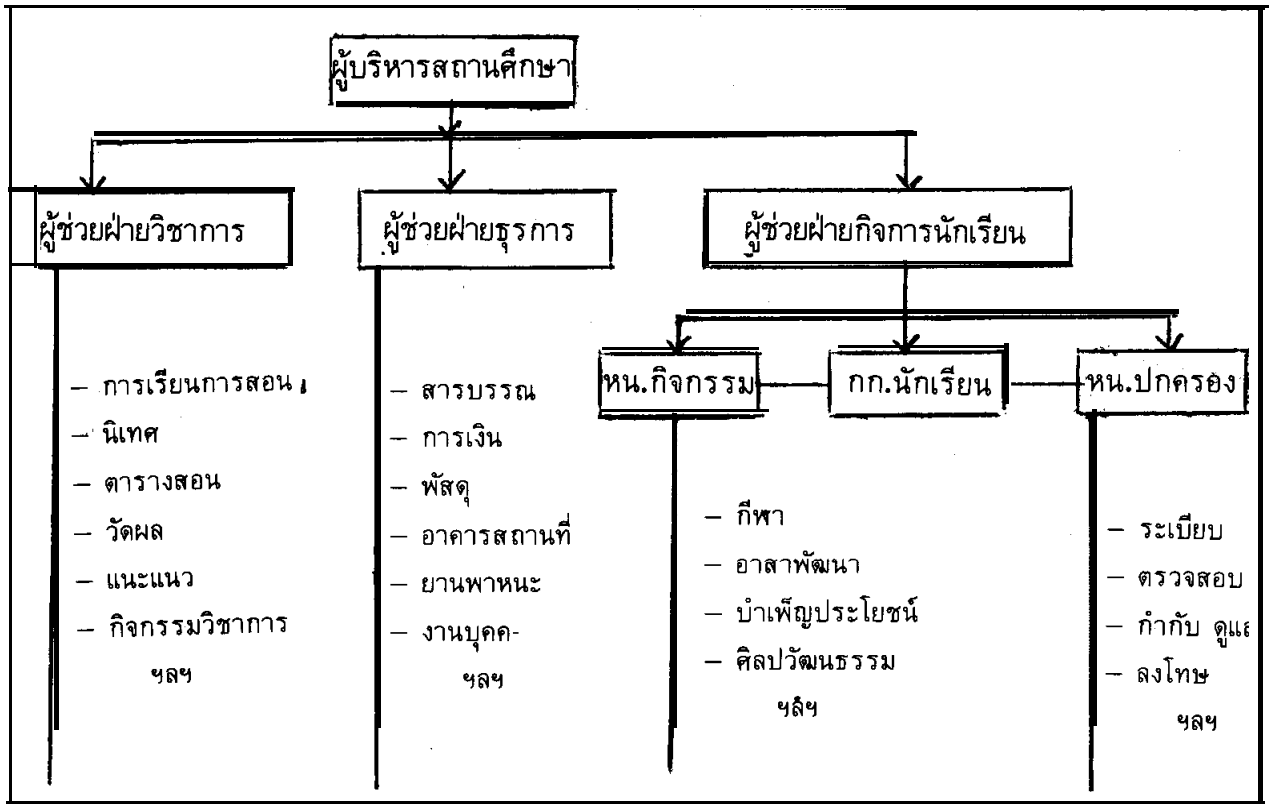 ผู้บริหารสถานศึกษา
ผู้ช่วยฝ่ายวิชาการ
ผู้ช่วยฝ่ายธุรการ
ผู้ช่วยฝ่ายกิจการนักเรียน
หน.กิจกรรม
กก.นักเรียน
หน.ปกครอง
– การเรียนการสอน
– นิเทศ
– ตารางสอน
– วัดผล
– แนะแนว
– กิจกรรมวิชาการ
ฯลฯ
– สารบรรณ
– การเงิน
– พัสดุ
– อาคารสถานที่
– ยานพาหนะ
– งานบุคค-
ฯลฯ
– กีฬา
– อาสาพัฒนา
– บำเพ็ญประโยชน์
– ศิลปวัฒนธรรม
ฯลฯ
– ระเบียบ
– ตรวจสอบ
– กำกับ ดูแล
– ลงโทษ
ฯลฯ